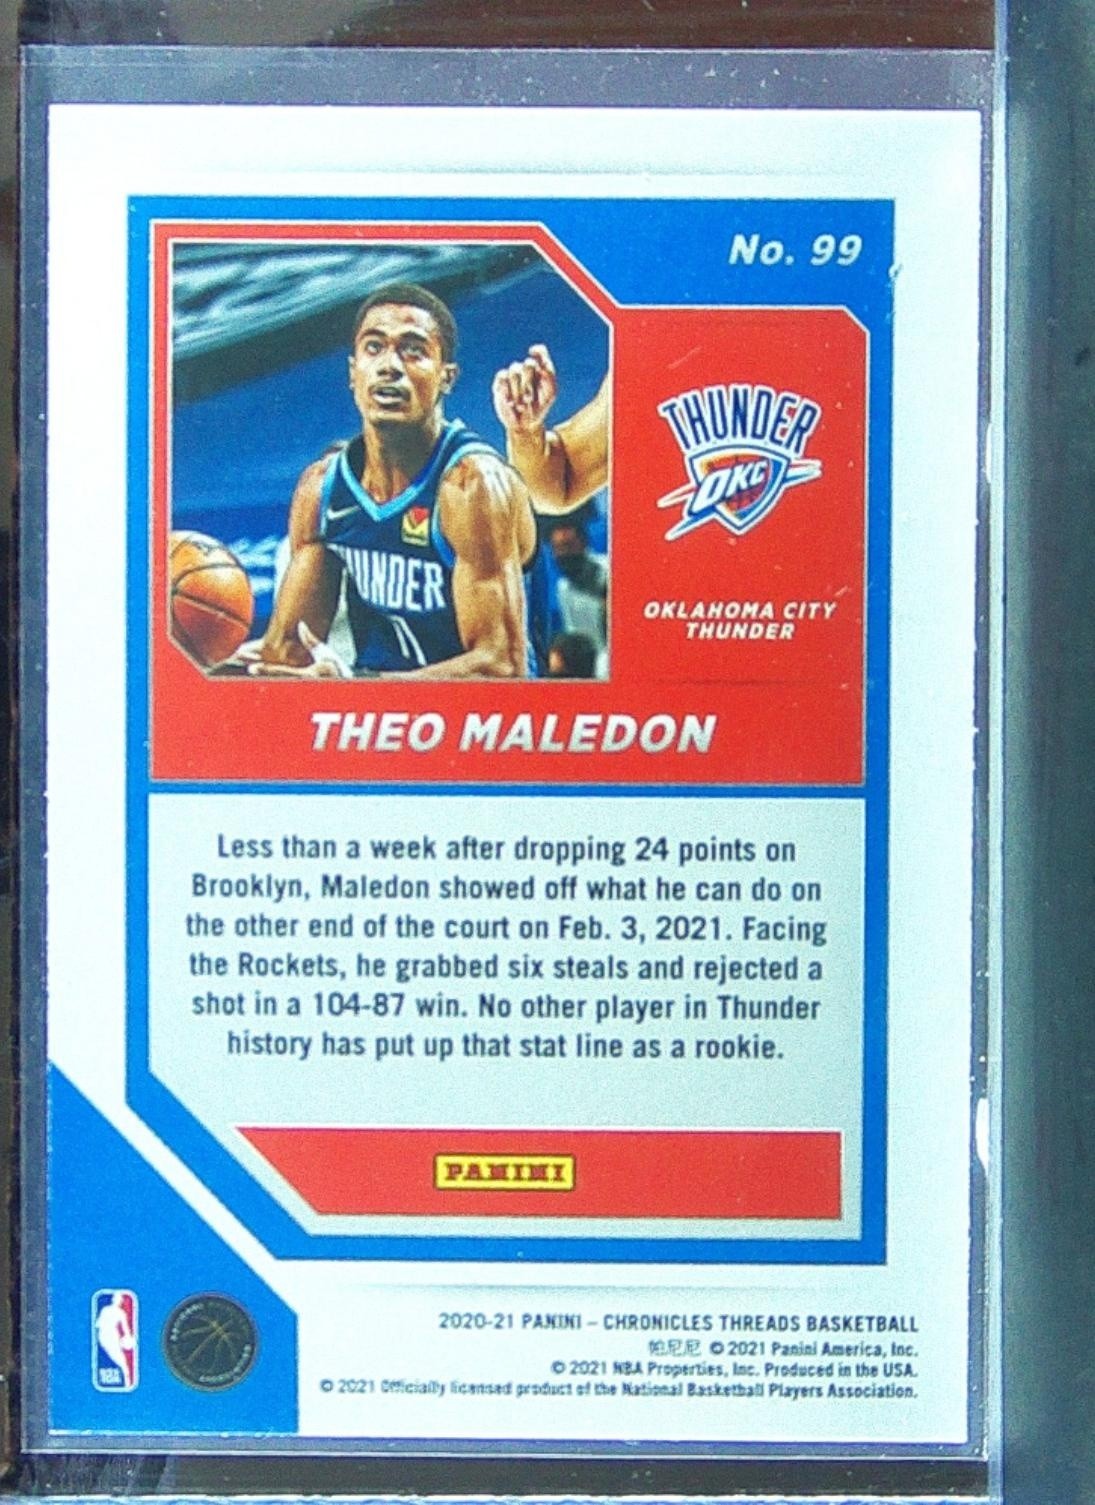 No. 99
THUNDER
OKC
THUNDER
OKLAHOMA CITY
THUNDER
THEO MALEDON
Less than a week after dropping 24 points on
Brooklyn, Maledon showed off what he can do on
the other end of the court on Feb. 3, 2021. Facing
the Rockets, he grabbed six steals and rejected a
shot in a 104-87 win. No other player in Thunder
history has put up that stat line as a rookie.
PANINI
NBA
2020-21 PANINI – CHRONICLES THREADS BASKETBALL
帕尼尼 © 2021 Panini America, Inc.
© 2021 NBA Properties, Inc. Produced in the USA.
© 2021 Officially licensed product of the National Basketball Players Association.